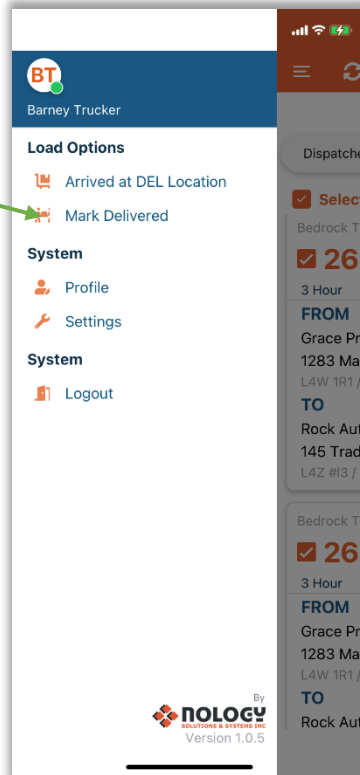 BT
Barney Trucker
Load Options
Arrived at DEL Location
Mark Delivered
System
Profile
Settings
System
Logout
By
NOLOGY
SOLUTIONS & SYSTEMS INC
Version 1.0.5
Dispatche
Selec
Bedrock T
26
3 Hour
FROM
Grace Pr
1283 Ma
L4W 1R1 /
TO
Rock Aut
145 Trad
L4Z #l3 /
Bedrock T
26
3 Hour
FROM
Grace Pr
1283 Ma
L4W 1R1 /
TO
Rock Aut